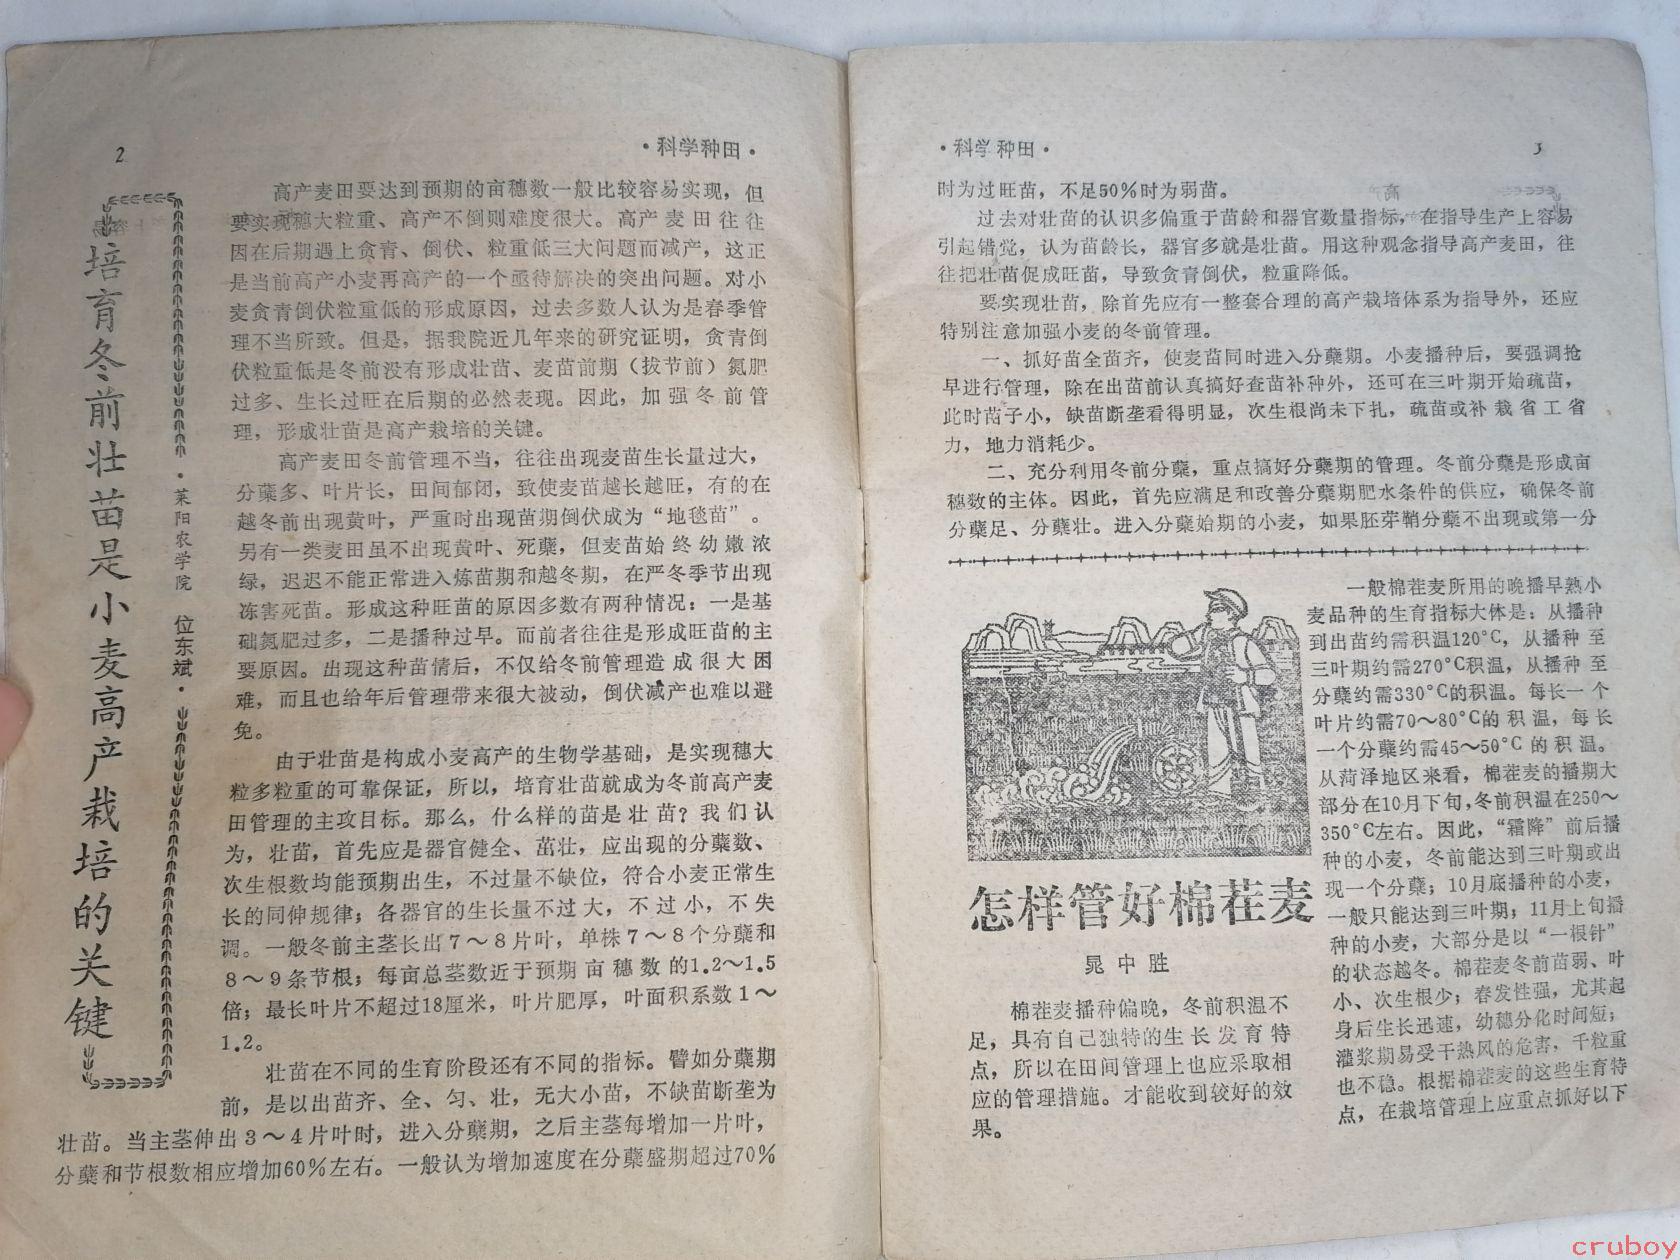 2
·科学种田·
培育冬前壮苗是小麦高产栽培的关键
·莱阳农学院 位东斌·
高产麦田要达到预期的亩穗数一般比较容易实现，但
要实现穗大粒重、高产不倒则难度很大。高产麦田往往
因在后期遇上贪青、倒伏、粒重低三大问题而减产，这正
是当前高产小麦再高产的一个亟待解决的突出问题。对小
麦贪青倒伏粒重低的形成原因，过去多数人认为是春季管
理不当所致。但是，据我院近几年来的研究证明，贪青倒
伏粒重低是冬前没有形成壮苗、麦苗前期（拔节前）氮肥
过多、生长过旺在后期的必然表现。因此，加强冬前管
理，形成壮苗是高产栽培的关键。
高产麦田冬前管理不当，往往出现麦苗生长量过大，
分蘖多、叶片长，田间郁闭，致使麦苗越长越旺，有的在
越冬前出现黄叶，严重时出现苗期倒伏成为“地毯苗”。
另有一类麦田虽不出现黄叶、死蘖，但麦苗始终幼嫩浓
绿，迟迟不能正常进入炼苗期和越冬期，在严冬季节出现
冻害死苗。形成这种旺苗的原因多数有两种情况：一是基
础氮肥过多，二是播种过早。而前者往往是形成旺苗的主
要原因。出现这种苗情后，不仅给冬前管理造成很大困
难，而且也给年后管理带来很大被动，倒伏减产也难以避
免。
由于壮苗是构成小麦高产的生物学基础，是实现穗大
粒多粒重的可靠保证，所以，培育壮苗就成为冬前高产麦
田管理的主攻目标。那么，什么样的苗是壮苗？我们认
为，壮苗，首先应是器官健全、茁壮，应出现的分蘖数、
次生根数均能预期出生，不过量不缺位，符合小麦正常生
长的同伸规律；各器官的生长量不过大，不过小，不失
调。一般冬前主茎长出7～8片叶，单株7～8个分蘖和
8～9条节根；每亩总茎数近于预期亩穗数的1.2～1.5
倍；最长叶片不超过18厘米，叶片肥厚，叶面积系数1～
1.2。
壮苗在不同的生育阶段还有不同的指标。譬如分蘖期
前，是以出苗齐、全、匀、壮，无大小苗，不缺苗断垄为
壮苗。当主茎伸出3～4片叶时，进入分蘖期，之后主茎每增加一片叶，
分蘖和节根数相应增加60％左右。一般认为增加速度在分蘖盛期超过70％
·科学种田·
3
时为过旺苗，不足50％时为弱苗。
过去对壮苗的认识多偏重于苗龄和器官数量指标，在指导生产上容易
引起错觉，认为苗龄长，器官多就是壮苗。用这种观念指导高产麦田，往
往把壮苗促成旺苗，导致贪青倒伏，粒重降低。
要实现壮苗，除首先应有一整套合理的高产栽培体系为指导外，还应
特别注意加强小麦的冬前管理。
一、抓好苗全苗齐，使麦苗同时进入分蘖期。小麦播种后，要强调抢
早进行管理，除在出苗前认真搞好查苗补种外，还可在三叶期开始疏苗，
此时苗子小，缺苗断垄看得明显，次生根尚未下扎，疏苗或补栽省工省
力，地力消耗少。
二、充分利用冬前分蘖，重点搞好分蘖期的管理。冬前分蘖是形成亩
穗数的主体。因此，首先应满足和改善分蘖期肥水条件的供应，确保冬前
分蘖足、分蘖壮。进入分蘖始期的小麦，如果胚芽鞘分蘖不出现或第一分
怎样管好棉茬麦
晁中胜
棉茬麦播种偏晚，冬前积温不
足，具有自己独特的生长发育特
点，所以在田间管理上也应采取相
应的管理措施。才能收到较好的效
果。
一般棉茬麦所用的晚播早熟小
麦品种的生育指标大体是：从播种
到出苗约需积温120°C，从播种至
三叶期约需270°C积温，从播种至
分蘖约需330°C的积温。每长一个
叶片约需70～80°C的积温，每长
一个分蘖约需45～50°C的积温。
从菏泽地区来看，棉茬麦的播期大
部分在10月下旬，冬前积温在250～
350°C左右。因此，“霜降”前后播
种的小麦，冬前能达到三叶期或出
现一个分蘖；10月底播种的小麦，
一般只能达到三叶期；11月上旬播
种的小麦，大部分是以“一根针”
的状态越冬。棉茬麦冬前苗弱、叶
小、次生根少；春发性强，尤其起
身后生长迅速，幼穗分化时间短；
灌浆期易受干热风的危害，千粒重
也不稳。根据棉茬麦的这些生育特
点，在栽培管理上应重点抓好以下
cruboy